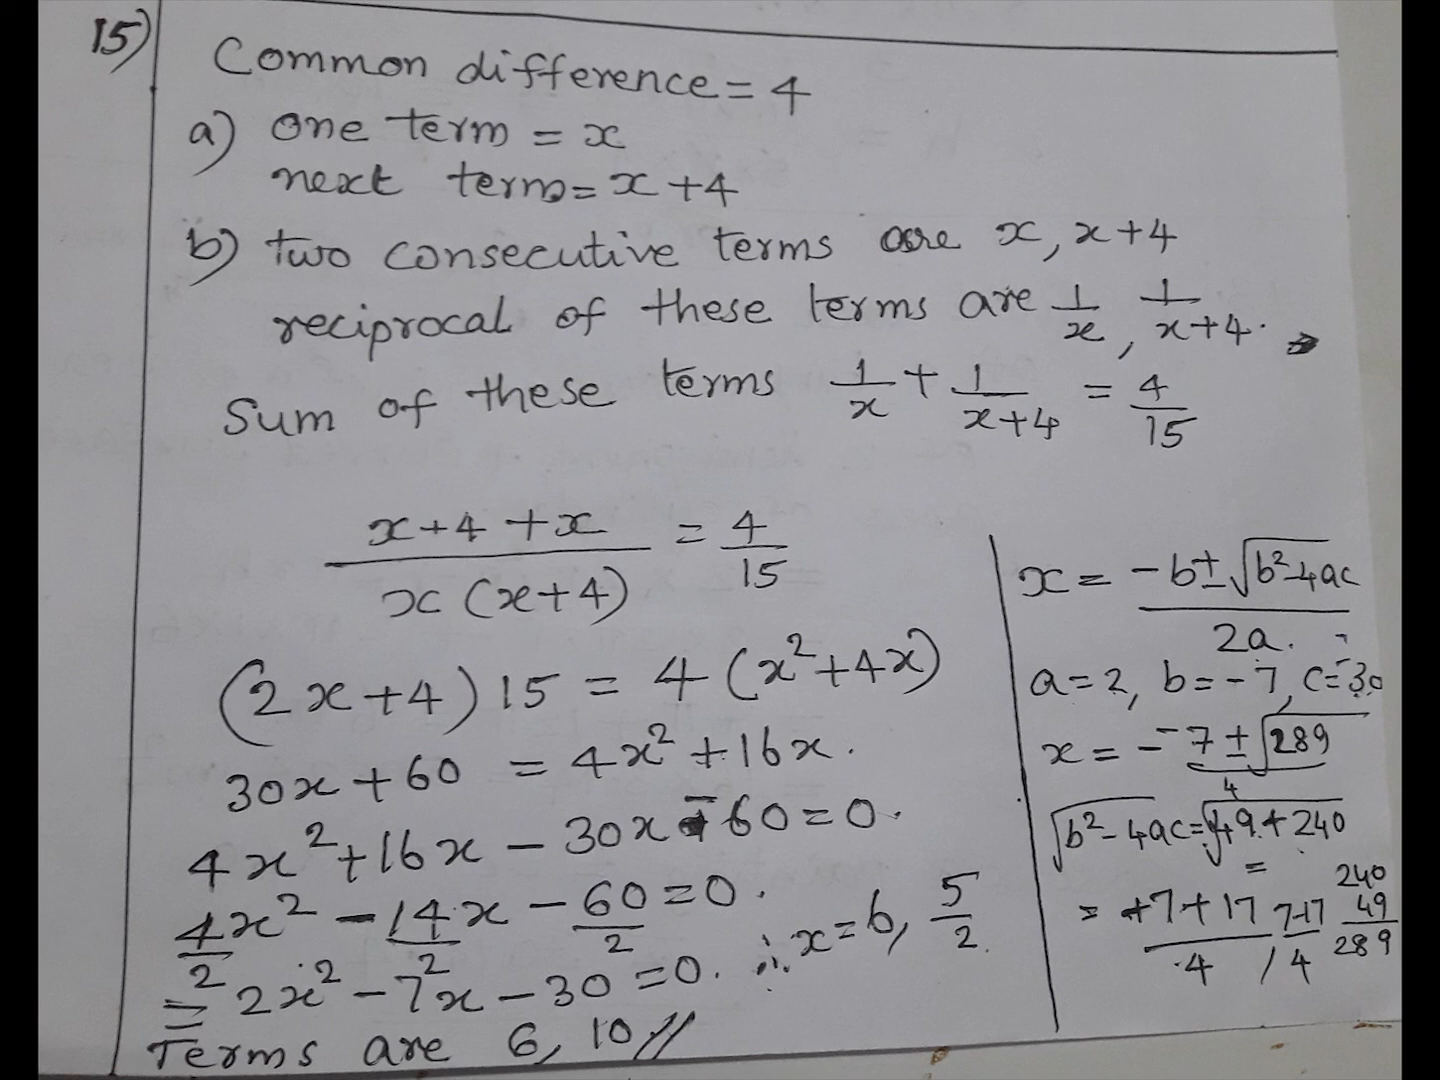 15)
Common difference = 4
a) one term = x
next term = x + 4
b) two consecutive terms are x, x + 4
reciprocal of these terms are 1/x, 1/(x+4).
Sum of these terms 1/x + 1/(x+4) = 4/15
(x+4+x)/(x(x+4)) = 4/15
(2x+4)15 = 4(x²+4x)
30x + 60 = 4x² + 16x.
4x² + 16x - 30x - 60 = 0.
4x²/2 - 14x/2 - 60/2 = 0.
= 2x² - 7x - 30 = 0. ∴ x = 6, 5/2.
Terms are 6, 10//
x = (-b ± √(b²-4ac))/2a.
a = 2, b = -7, c = -30
x = (- -7 ± √289)/4
√(b² - 4ac) = √(49 + 240)
= (+7+17)/4 / (7-17)/4
240
49
289